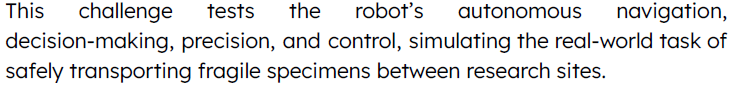 This challenge tests the robot’s autonomous navigation,
decision-making, precision, and control, simulating the real-world task of
safely transporting fragile specimens between research sites.